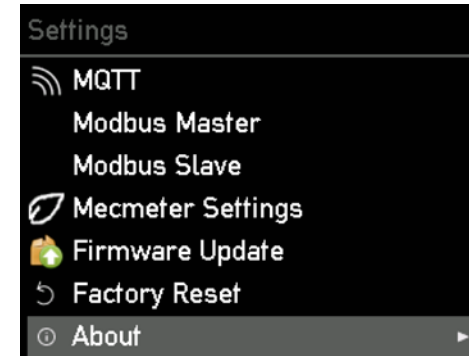 Settings
MQTT
Modbus Master
Modbus Slave
Mecmeter Settings
Firmware Update
Factory Reset
About